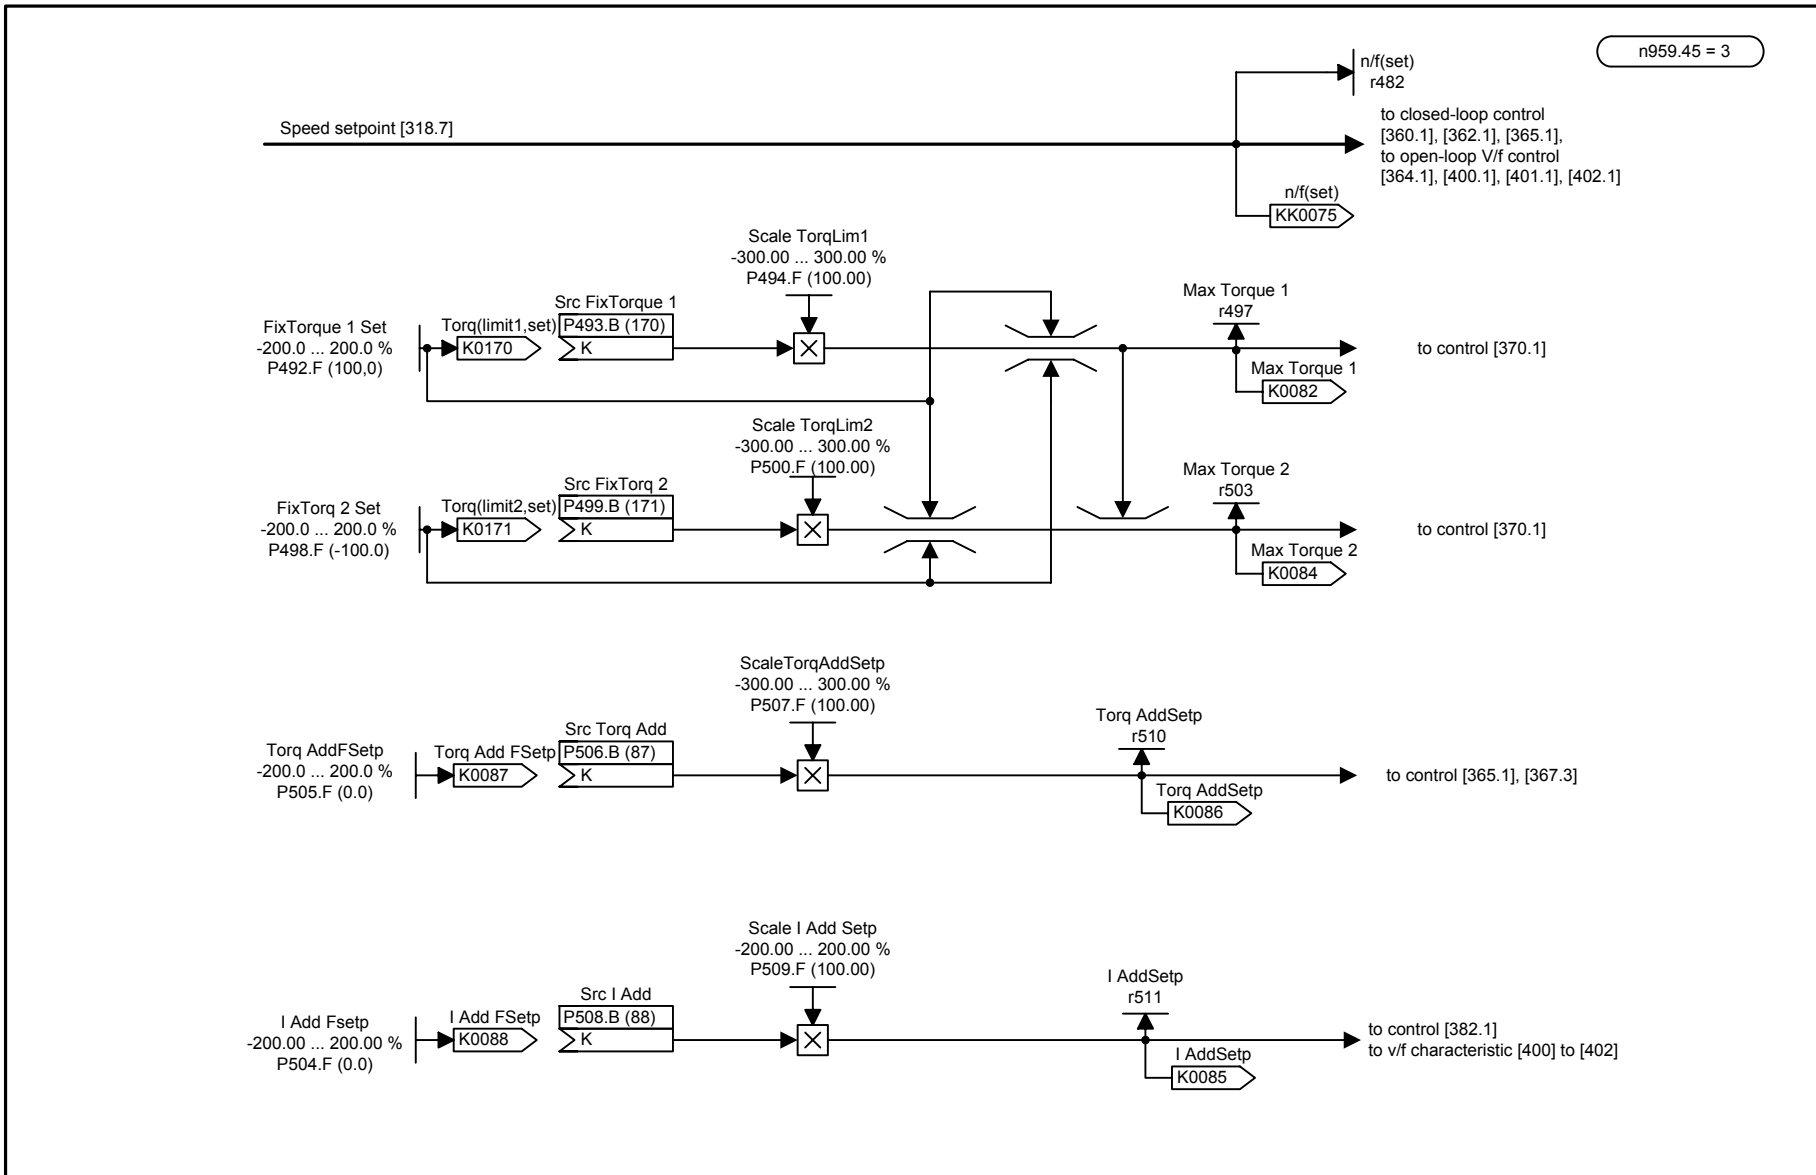 n959.45 = 3
n/f(set)
r482
Speed setpoint [318.7]
to closed-loop control
[360.1], [362.1], [365.1],
to open-loop V/f control
[364.1], [400.1], [401.1], [402.1]
n/f(set)
KK0075
Scale TorqLim1
-300.00 ... 300.00 %
P494.F (100.00)
FixTorque 1 Set
-200.0 ... 200.0 %
P492.F (100,0)
Torq(limit1,set)
K0170
Src FixTorque 1
P493.B (170)
K
Max Torque 1
r497
to control [370.1]
Max Torque 1
K0082
Scale TorqLim2
-300.00 ... 300.00 %
P500.F (100.00)
FixTorq 2 Set
-200.0 ... 200.0 %
P498.F (-100.0)
Torq(limit2,set)
K0171
Src FixTorq 2
P499.B (171)
K
Max Torque 2
r503
to control [370.1]
Max Torque 2
K0084
ScaleTorqAddSetp
-300.00 ... 300.00 %
P507.F (100.00)
Torq AddFSetp
-200.0 ... 200.0 %
P505.F (0.0)
Torq Add FSetp
K0087
Src Torq Add
P506.B (87)
K
Torq AddSetp
r510
to control [365.1], [367.3]
Torq AddSetp
K0086
Scale I Add Setp
-200.00 ... 200.00 %
P509.F (100.00)
I Add Fsetp
-200.00 ... 200.00 %
P504.F (0.0)
I Add FSetp
K0088
Src I Add
P508.B (88)
K
I AddSetp
r511
to control [382.1]
to v/f characteristic [400] to [402]
I AddSetp
K0085